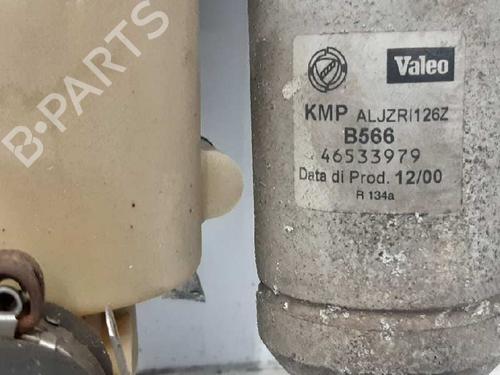 B-PARTS
Valeo
KMP ALJZRI126Z
B566
46533979
Data di Prod. 12/00
R 134a